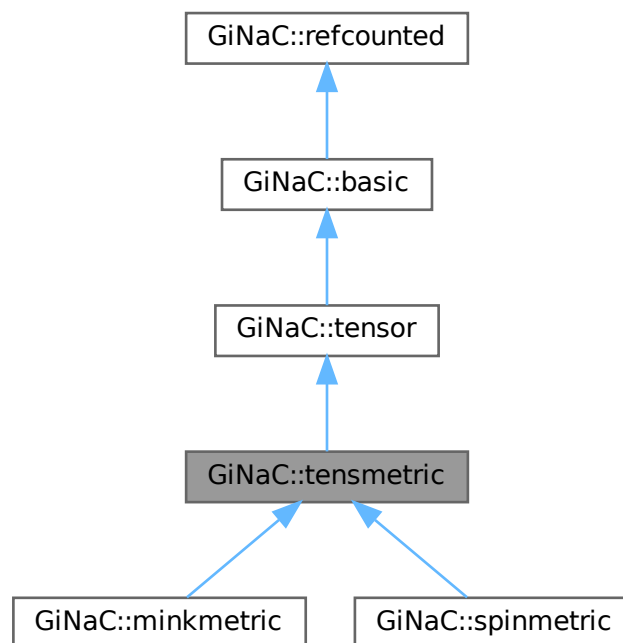 GiNaC::refcounted
GiNaC::basic
GiNaC::tensor
GiNaC::tensmetric
GiNaC::minkmetric
GiNaC::spinmetric